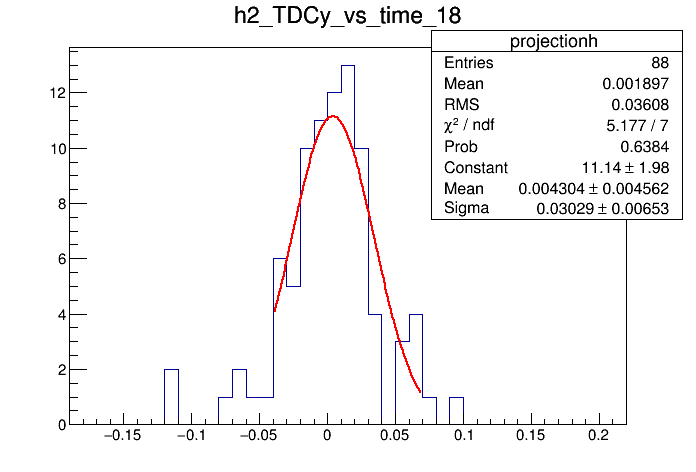 h2_TDCy_vs_time_18
projectionh
Entries 88
Mean 0.001897
RMS 0.03608
χ² / ndf 5.177 / 7
Prob 0.6384
Constant 11.14 ± 1.98
Mean 0.004304 ± 0.004562
Sigma 0.03029 ± 0.00653
12
10
8
6
4
2
0
−0.15 −0.1 −0.05 0 0.05 0.1 0.15 0.2